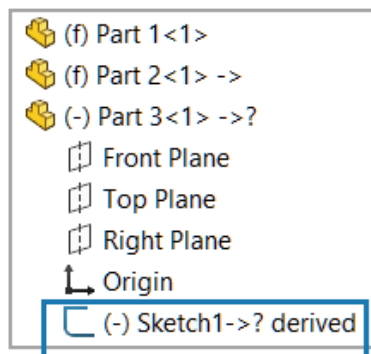 (f) Part 1<1>
(f) Part 2<1> ->
(-) Part 3<1> ->?
Front Plane
Top Plane
Right Plane
Origin
(-) Sketch1->? derived